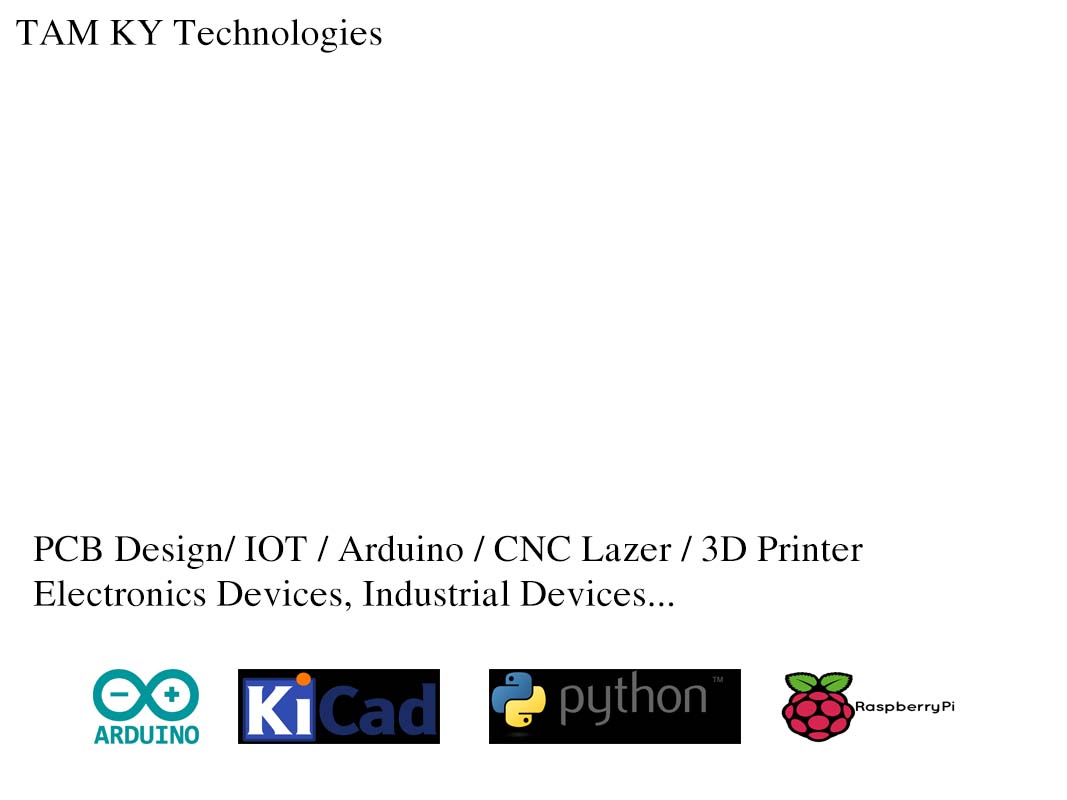 TAM KY Technologies
PCB Design/ IOT / Arduino / CNC Lazer / 3D Printer
Electronics Devices, Industrial Devices...
ARDUINO
KiCad
python™
RaspberryPi